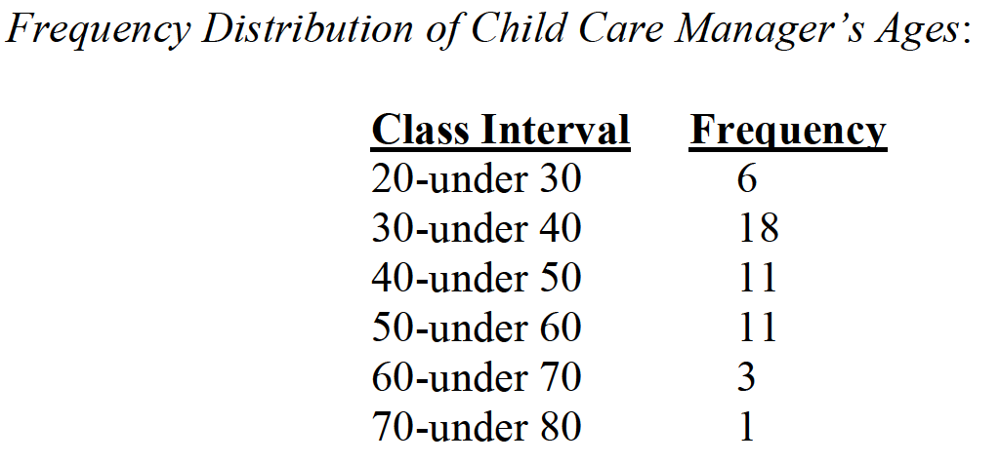 Frequency Distribution of Child Care Manager’s Ages:
Class Interval Frequency
20-under 30 6
30-under 40 18
40-under 50 11
50-under 60 11
60-under 70 3
70-under 80 1